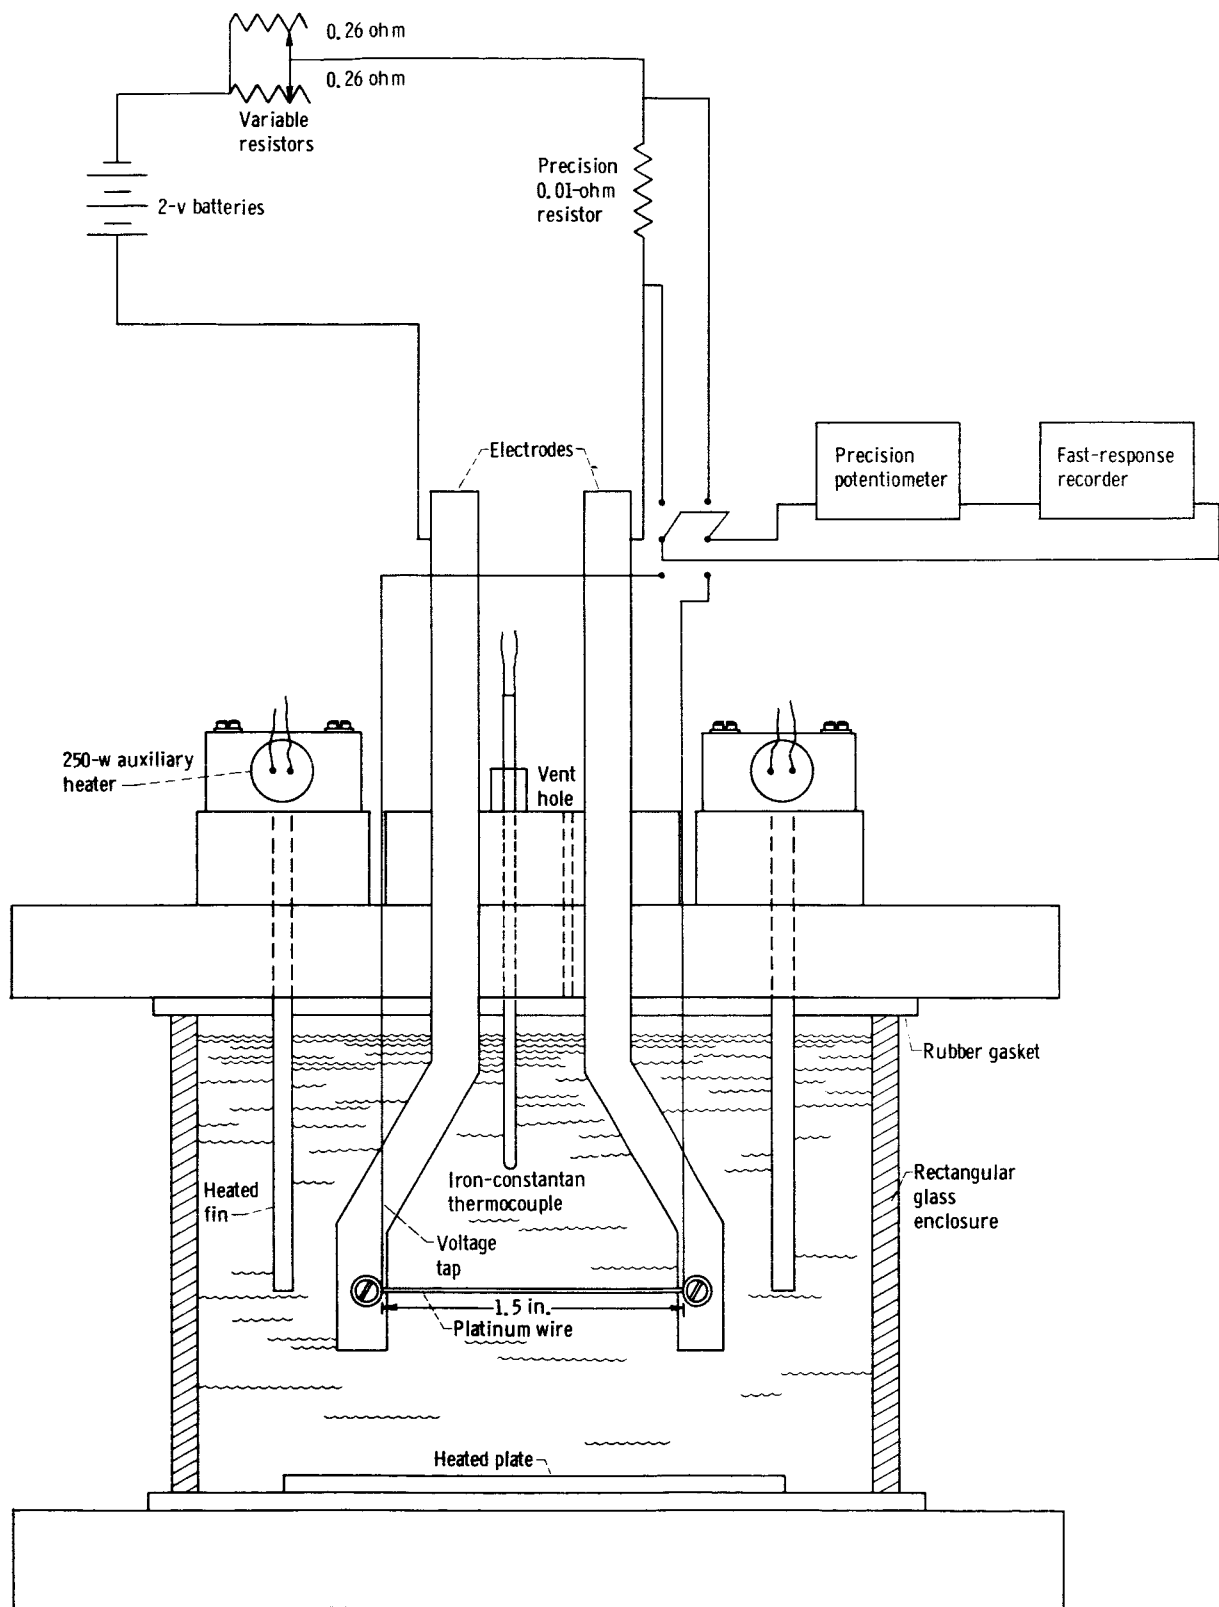 0.26 ohm
0.26 ohm
Variable
resistors
Precision
0.01-ohm
resistor
2-v batteries
Electrodes
Precision
potentiometer
Fast-response
recorder
250-w auxiliary
heater
Vent
hole
Rubber gasket
Heated
fin
Iron-constantan
thermocouple
Rectangular
glass
enclosure
Voltage
tap
1.5 in.
Platinum wire
Heated plate